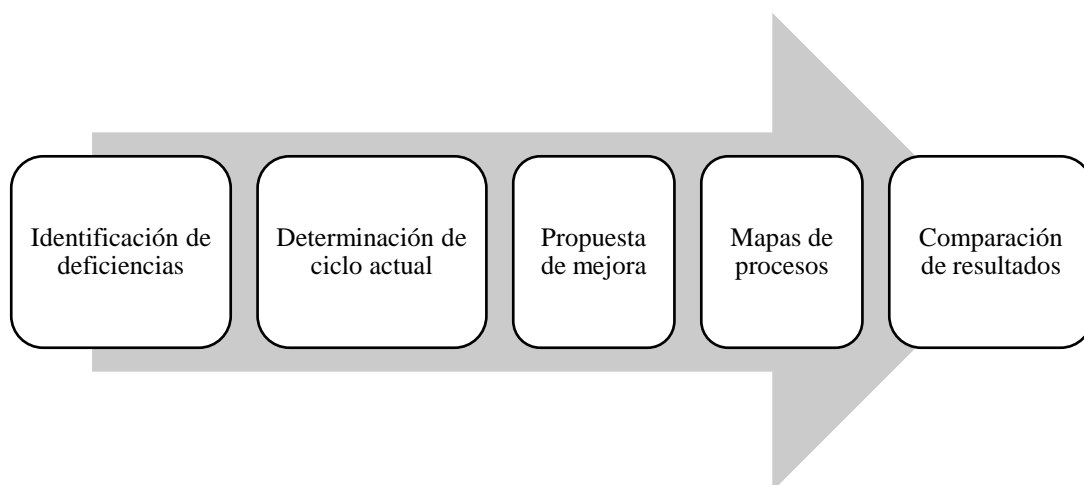 Identificación de
deficiencias
Determinación de
ciclo actual
Propuesta
de mejora
Mapas de
procesos
Comparación
de resultados